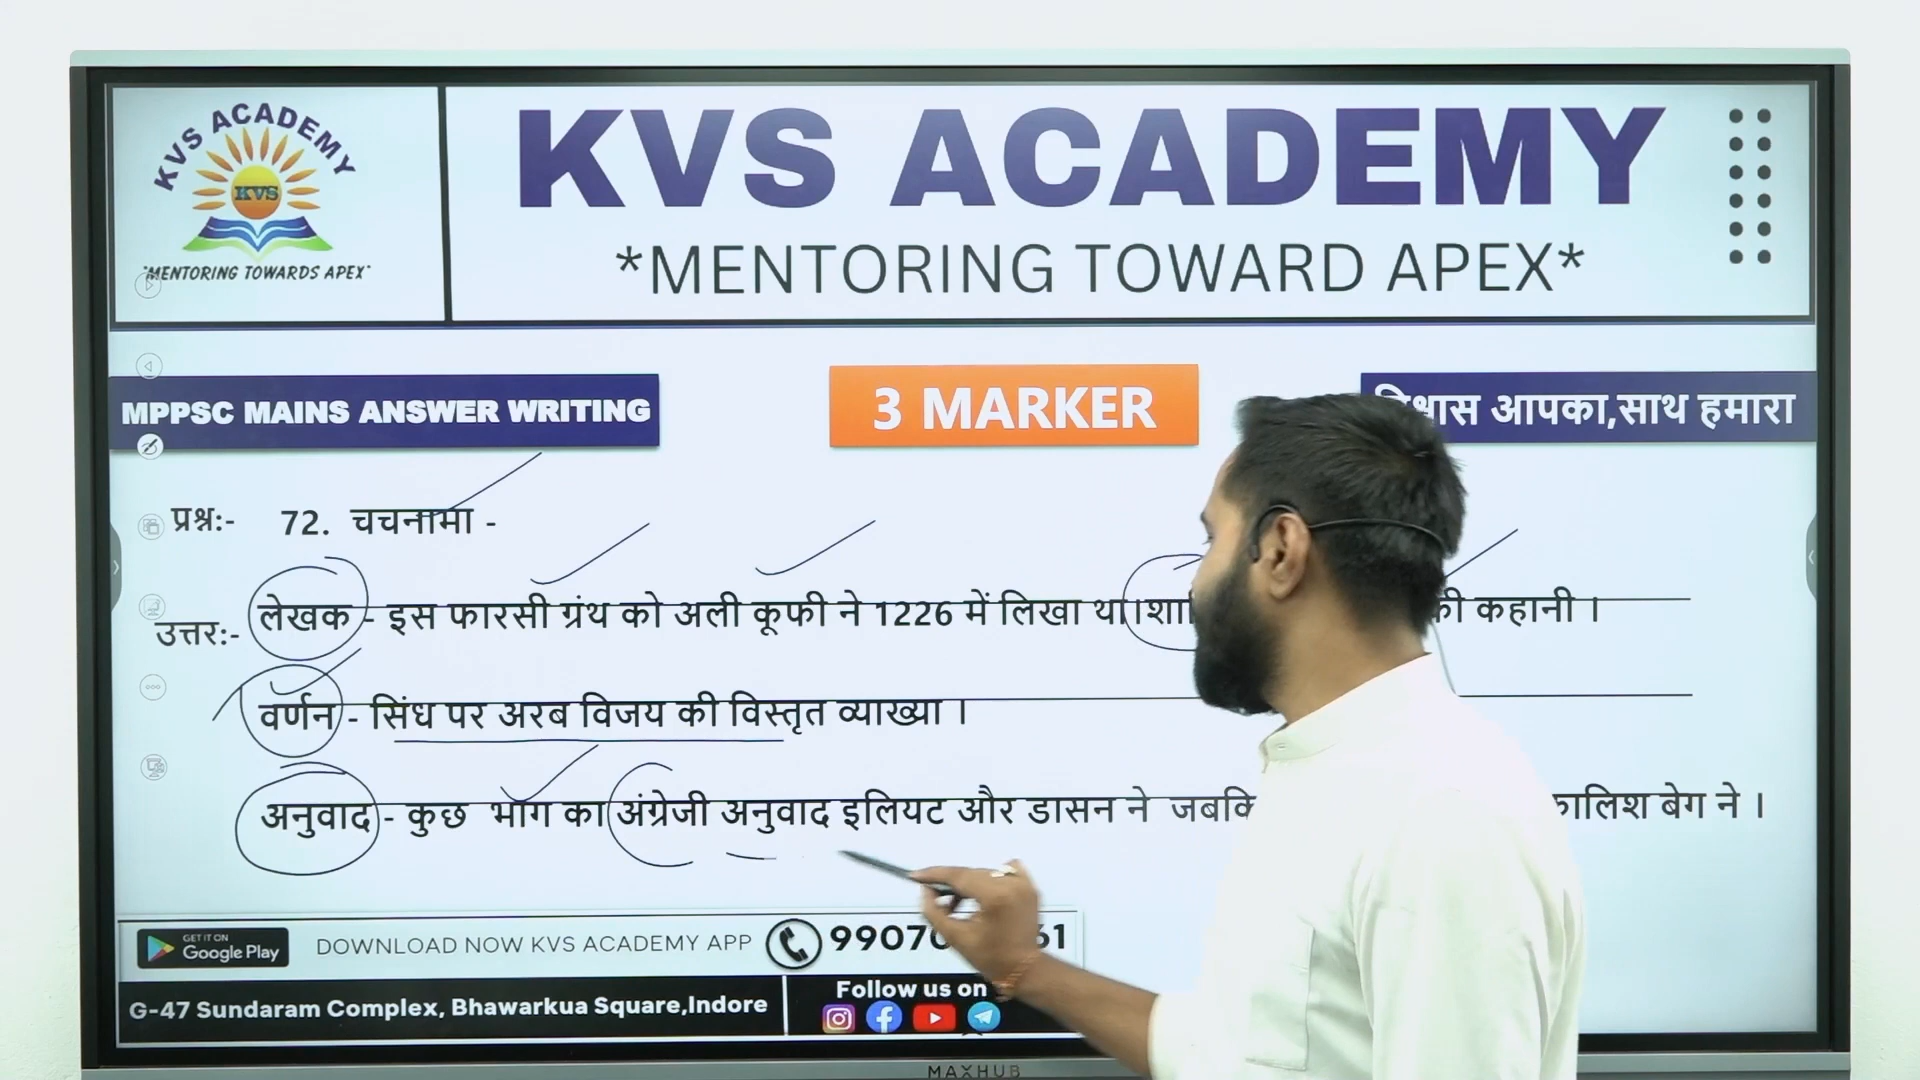 KVS ACADEMY
KVS
"MENTORING TOWARDS APEX"
KVS ACADEMY
*MENTORING TOWARD APEX*
MPPSC MAINS ANSWER WRITING
3 MARKER
आपका,साथ हमारा
प्रश्न:- 72. चचनामा -
उत्तर:- लेखक - इस फारसी ग्रंथ को अली कूफी ने 1226 में लिखा था। की कहानी ।
वर्णन - सिंध पर अरब विजय की विस्तृत व्याख्या ।
अनुवाद - कुछ भाग का अंग्रेजी अनुवाद इलियट और डासन ने बेग ने ।
GET IT ON
Google Play
DOWNLOAD NOW KVS ACADEMY APP
G-47 Sundaram Complex, Bhawarkua Square,Indore
Follow us on
MAXHUB